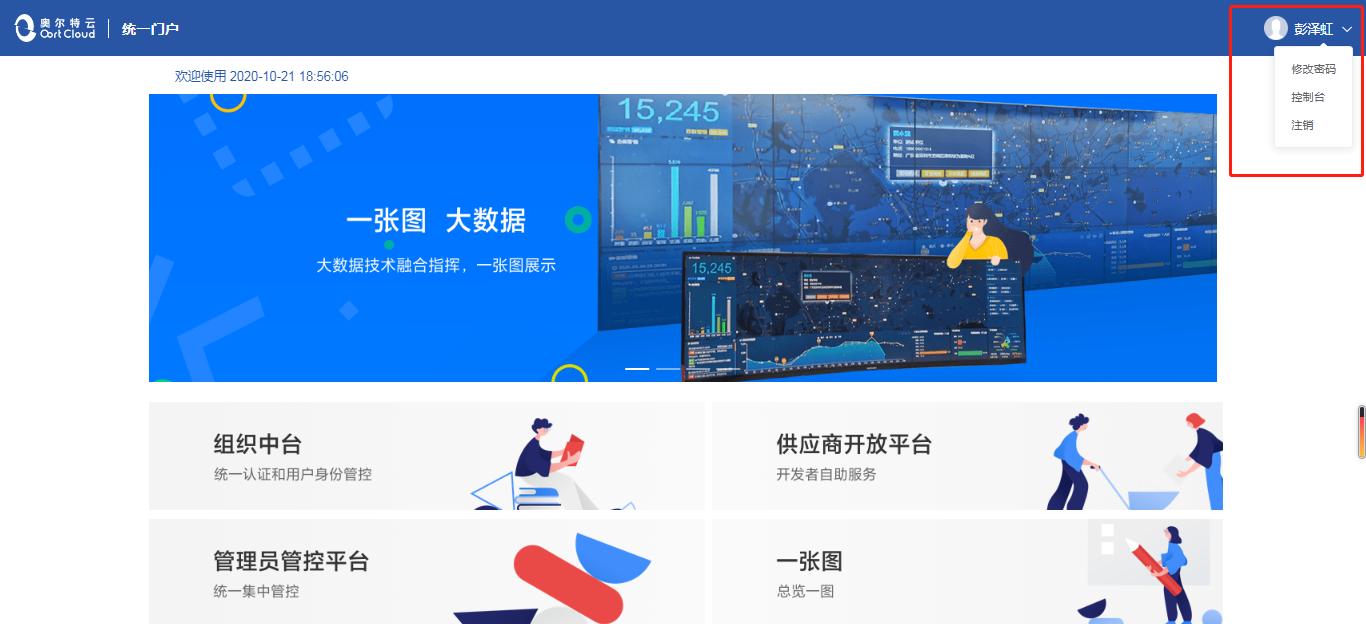 奥尔特云
Oort Cloud
统一门户
彭泽虹
修改密码
控制台
注销
欢迎使用 2020-10-21 18:56:06
一张图 大数据
大数据技术融合指挥，一张图展示
15,245
15,245
组织中台
统一认证和用户身份管控
供应商开放平台
开发者自助服务
管理员管控平台
统一集中管控
一张图
总览一图